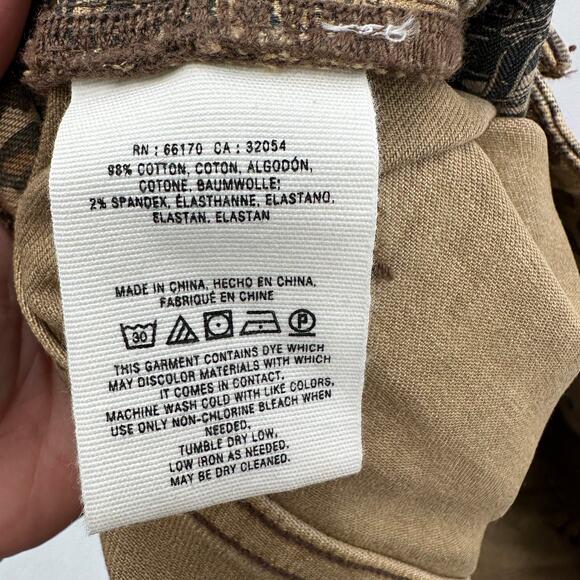 RN : 66170 CA : 32054
98% COTTON, COTON, ALGODÓN,
COTONE, BAUMWOLLE;
2% SPANDEX, ÉLASTHANNE, ELASTANO,
ELASTAN, ELASTAN
MADE IN CHINA, HECHO EN CHINA,
FABRIQUÉ EN CHINE
30 P
THIS GARMENT CONTAINS DYE WHICH
MAY DISCOLOR MATERIALS WITH WHICH
IT COMES IN CONTACT,
MACHINE WASH COLD WITH LIKE COLORS,
USE ONLY NON-CHLORINE BLEACH WHEN
NEEDED,
TUMBLE DRY LOW,
LOW IRON AS NEEDED,
MAY BE DRY CLEANED.